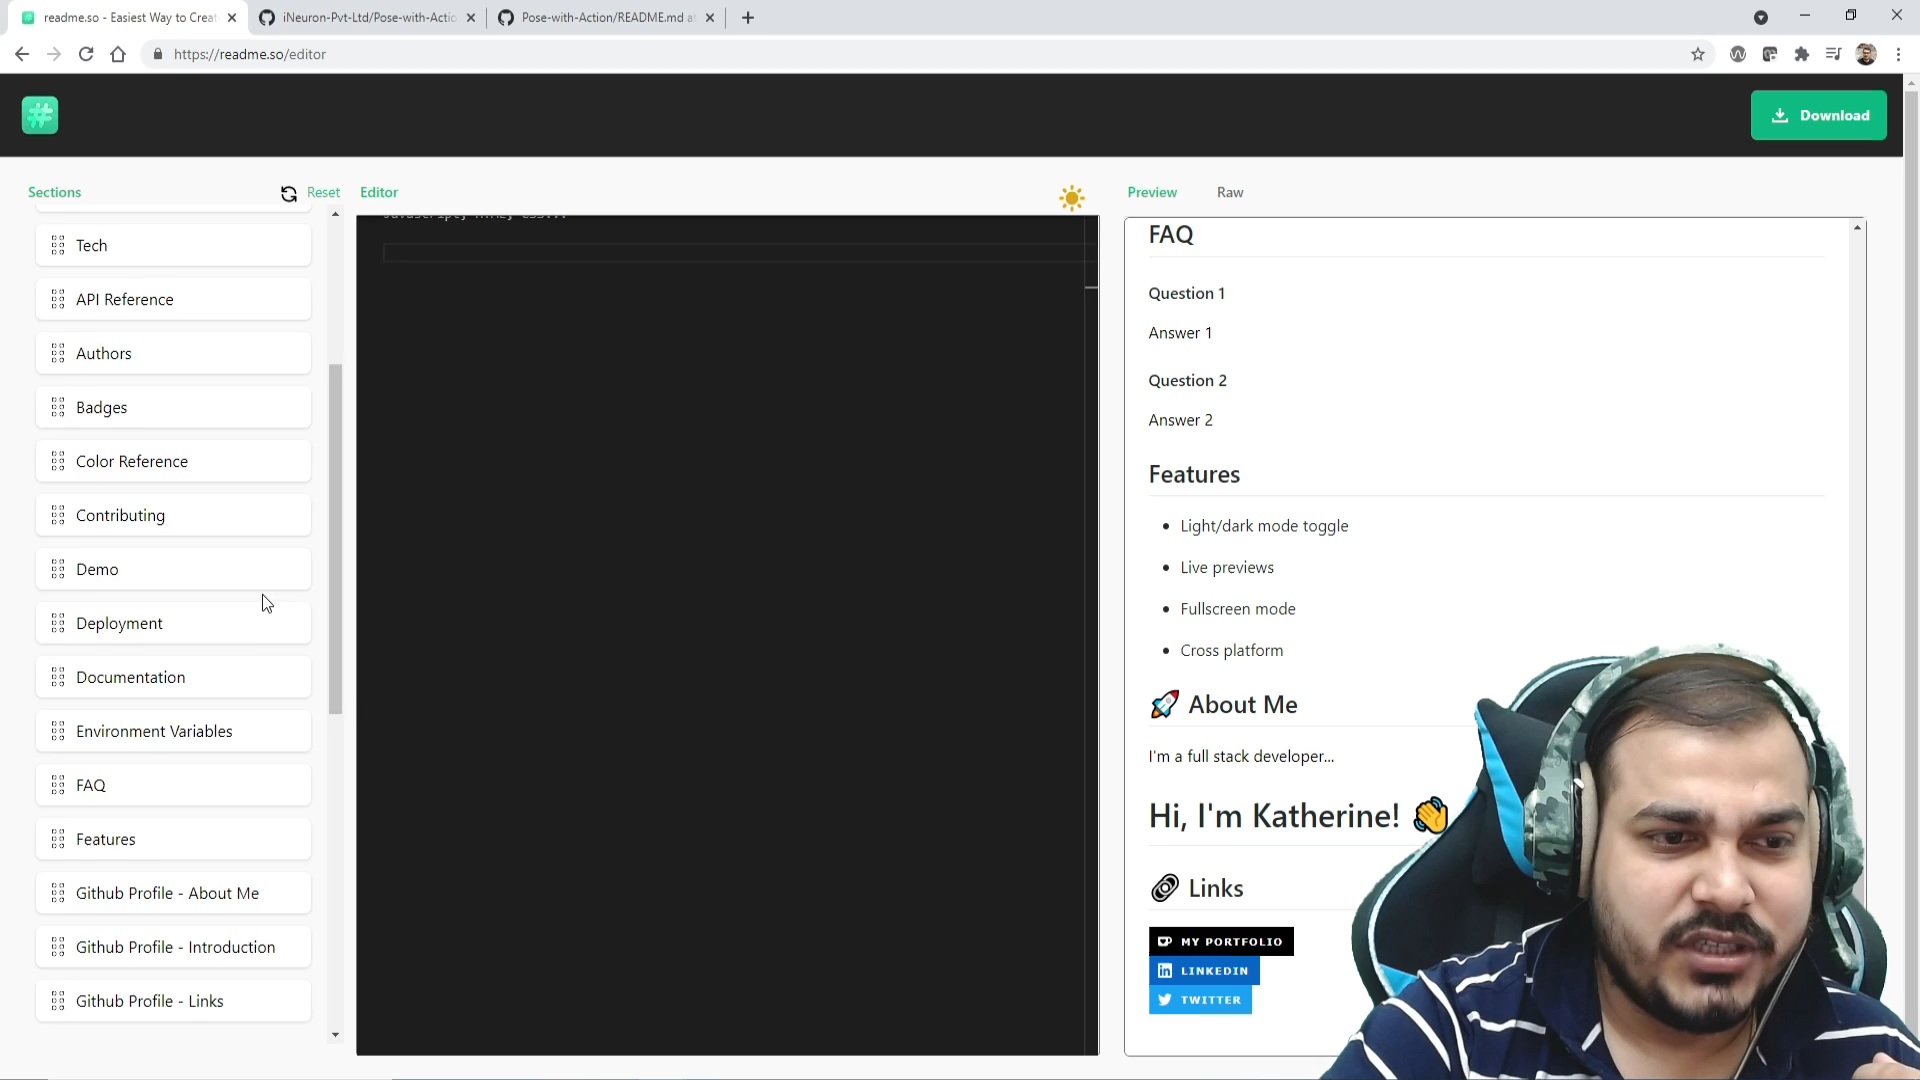 readme.so - Easiest Way to Creat
iNeuron-Pvt-Ltd/Pose-with-Actio
Pose-with-Action/README.md at
https://readme.so/editor
Download
Sections
Reset
Editor
Preview
Raw
Tech
API Reference
Authors
Badges
Color Reference
Contributing
Demo
Deployment
Documentation
Environment Variables
FAQ
Features
Github Profile - About Me
Github Profile - Introduction
Github Profile - Links
FAQ
Question 1
Answer 1
Question 2
Answer 2
Features
Light/dark mode toggle
Live previews
Fullscreen mode
Cross platform
🚀 About Me
I'm a full stack developer...
Hi, I'm Katherine! 👋
🔗 Links
MY PORTFOLIO
LINKEDIN
TWITTER